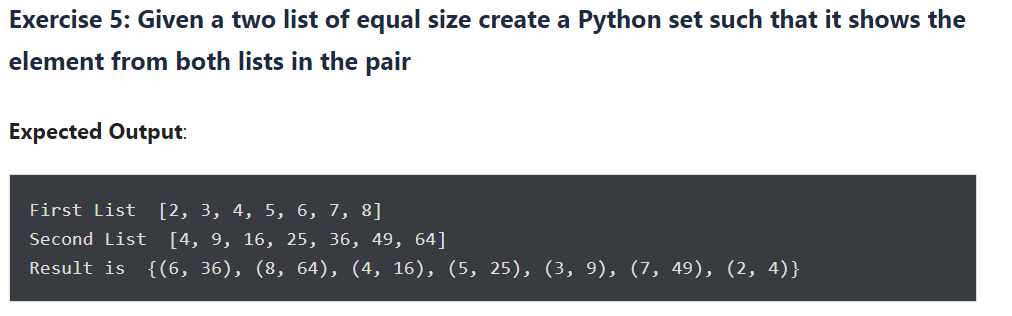 Exercise 5: Given a two list of equal size create a Python set such that it shows the
element from both lists in the pair
Expected Output:
First List  [2, 3, 4, 5, 6, 7, 8]
Second List  [4, 9, 16, 25, 36, 49, 64]
Result is  {(6, 36), (8, 64), (4, 16), (5, 25), (3, 9), (7, 49), (2, 4)}